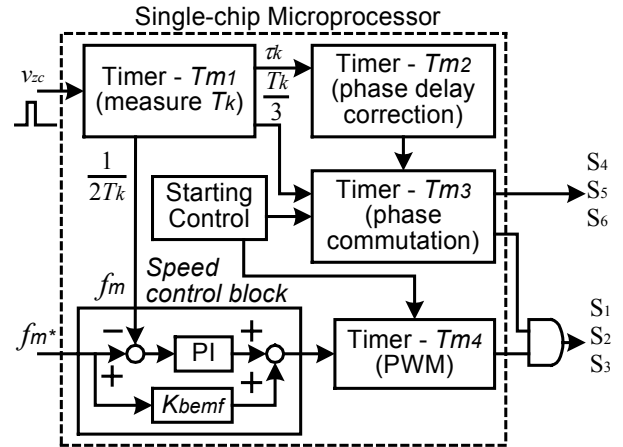 Single-chip Microprocessor
vzc
Timer - Tm1
(measure Tk)
τk
Tk
3
Timer - Tm2
(phase delay
correction)
1
2Tk
Starting
Control
Timer - Tm3
(phase
commutation)
S4
S5
S6
fm
Speed
control block
fm*
−
+
PI
Kbemf
+
+
Timer - Tm4
(PWM)
S1
S2
S3